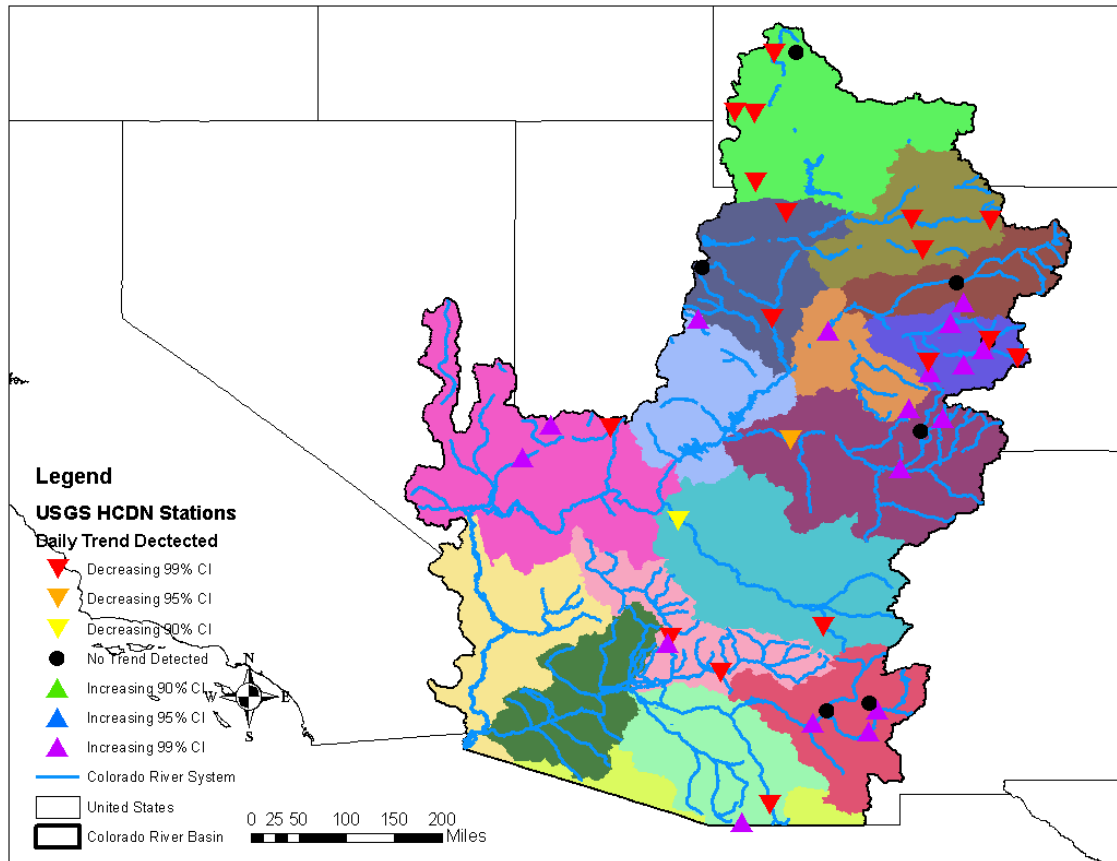 Legend
USGS HCDN Stations
Daily Trend Dectected
Decreasing 99% CI
Decreasing 95% CI
Decreasing 90% CI
No Trend Detected
Increasing 90% CI
Increasing 95% CI
Increasing 99% CI
Colorado River System
United States
Colorado River Basin
N
W E
S
0 25 50 100 150 200
Miles